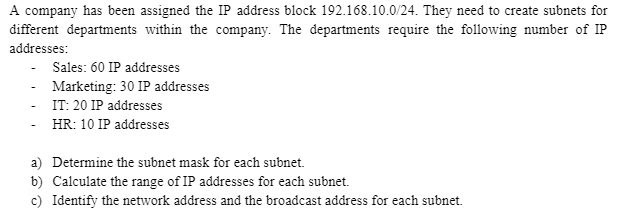 A company has been assigned the IP address block 192.168.10.0/24. They need to create subnets for
different departments within the company. The departments require the following number of IP
addresses:
- Sales: 60 IP addresses
- Marketing: 30 IP addresses
- IT: 20 IP addresses
- HR: 10 IP addresses
a) Determine the subnet mask for each subnet.
b) Calculate the range of IP addresses for each subnet.
c) Identify the network address and the broadcast address for each subnet.